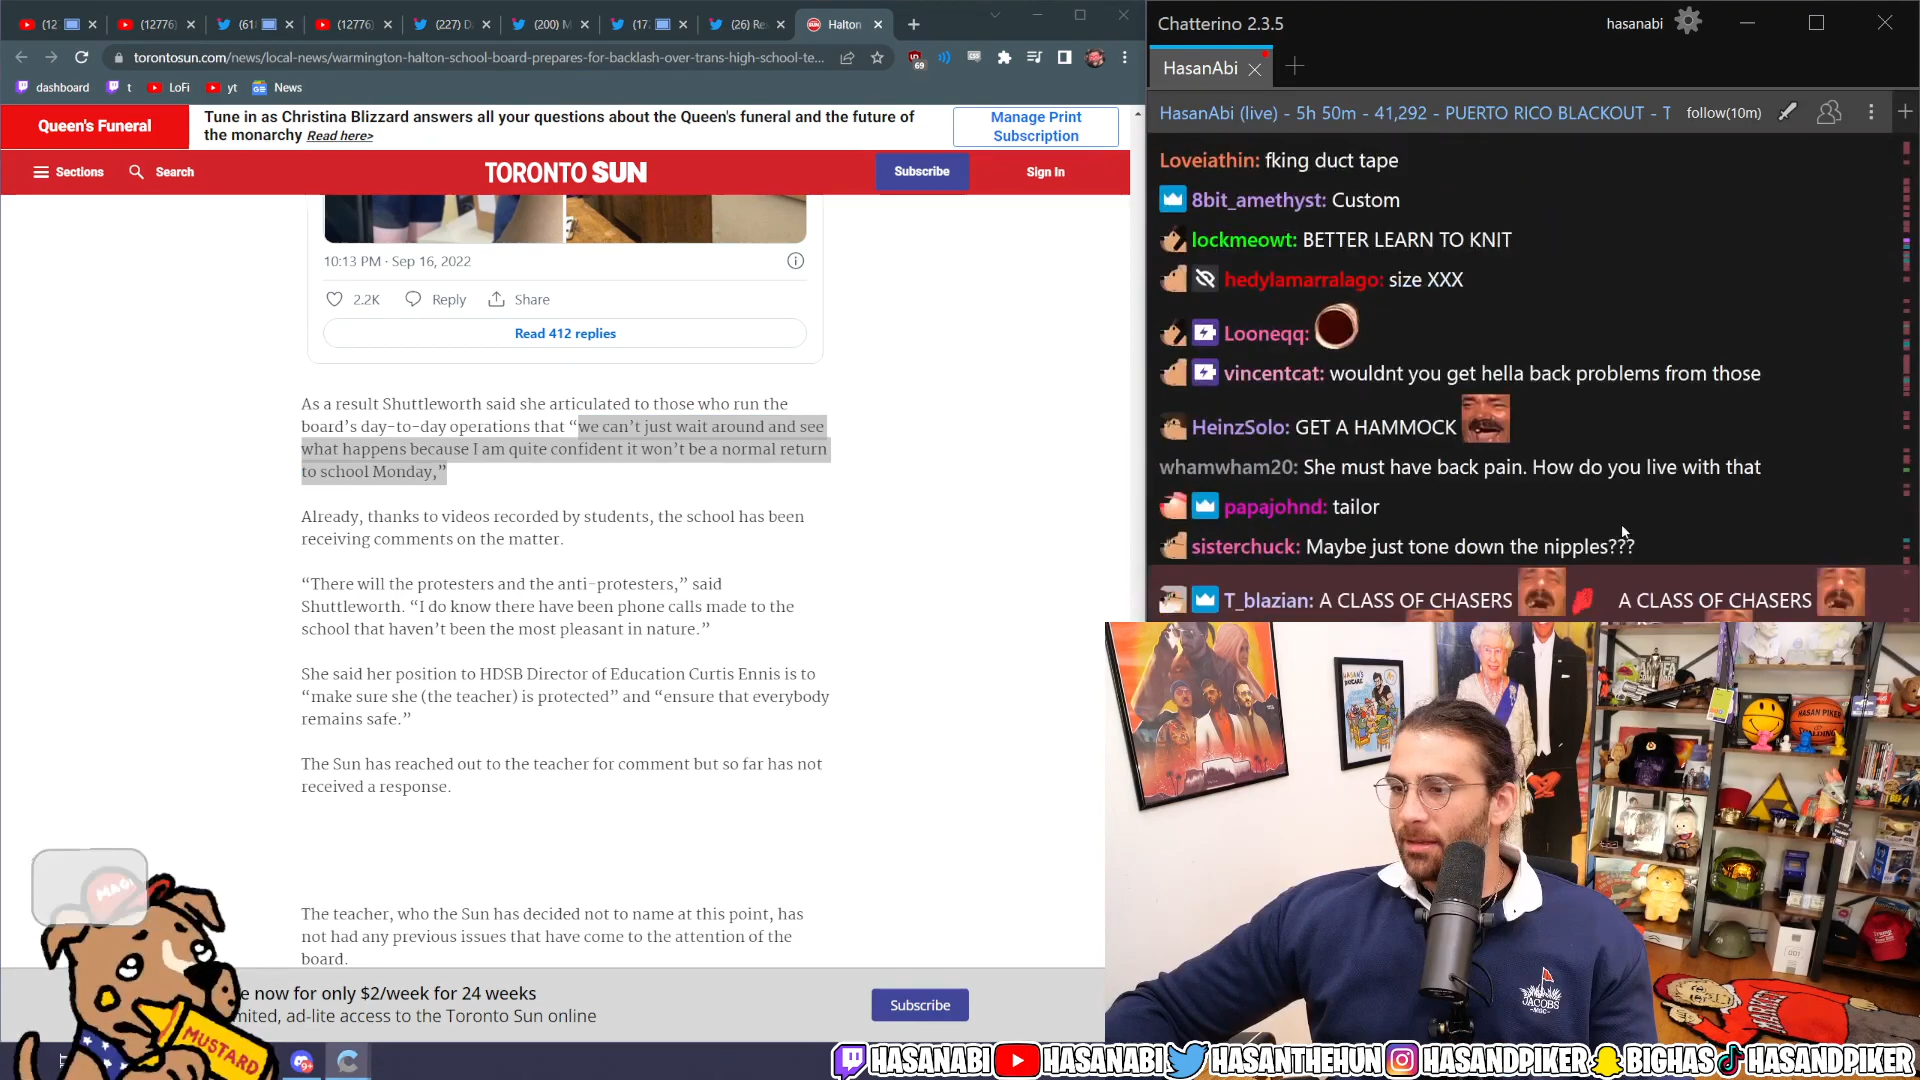 (12
(12776)
(618
(12776)
(227) D
(200) M
(17
(26) Re
Halton
torontosun.com/news/local-news/warmington-halton-school-board-prepares-for-backlash-over-trans-high-school-te...
69
dashboard
t
LoFi
yt
News
Queen's Funeral
Tune in as Christina Blizzard answers all your questions about the Queen's funeral and the future of
the monarchy Read here>
Manage Print
Subscription
Sections
Search
TORONTO SUN
Subscribe
Sign In
10:13 PM · Sep 16, 2022
2.2K
Reply
Share
Read 412 replies
As a result Shuttleworth said she articulated to those who run the
board's day-to-day operations that “we can't just wait around and see
what happens because I am quite confident it won't be a normal return
to school Monday,”
Already, thanks to videos recorded by students, the school has been
receiving comments on the matter.
“There will the protesters and the anti-protesters,” said
Shuttleworth. “I do know there have been phone calls made to the
school that haven't been the most pleasant in nature.”
She said her position to HDSB Director of Education Curtis Ennis is to
“make sure she (the teacher) is protected” and “ensure that everybody
remains safe.”
The Sun has reached out to the teacher for comment but so far has not
received a response.
The teacher, who the Sun has decided not to name at this point, has
not had any previous issues that have come to the attention of the
board.
e now for only $2/week for 24 weeks
mited, ad-lite access to the Toronto Sun online
Subscribe
MUSTARD
Chatterino 2.3.5
hasanabi
HasanAbi
HasanAbi (live) - 5h 50m - 41,292 - PUERTO RICO BLACKOUT - T
follow(10m)
Loveiathin: fking duct tape
8bit_amethyst: Custom
lockmeowt: BETTER LEARN TO KNIT
hedylamarralago: size XXX
Looneqq:
vincentcat: wouldnt you get hella back problems from those
HeinzSolo: GET A HAMMOCK
whamwham20: She must have back pain. How do you live with that
papajohnd: tailor
sisterchuck: Maybe just tone down the nipples???
T_blazian: A CLASS OF CHASERS A CLASS OF CHASERS
HASAN PIKER
SPALDING
JACOBS
MARKET
HASANABI
HASANABI
HASANTHEHUN
HASANDPIKER
BIGHAS
HASANDPIKER